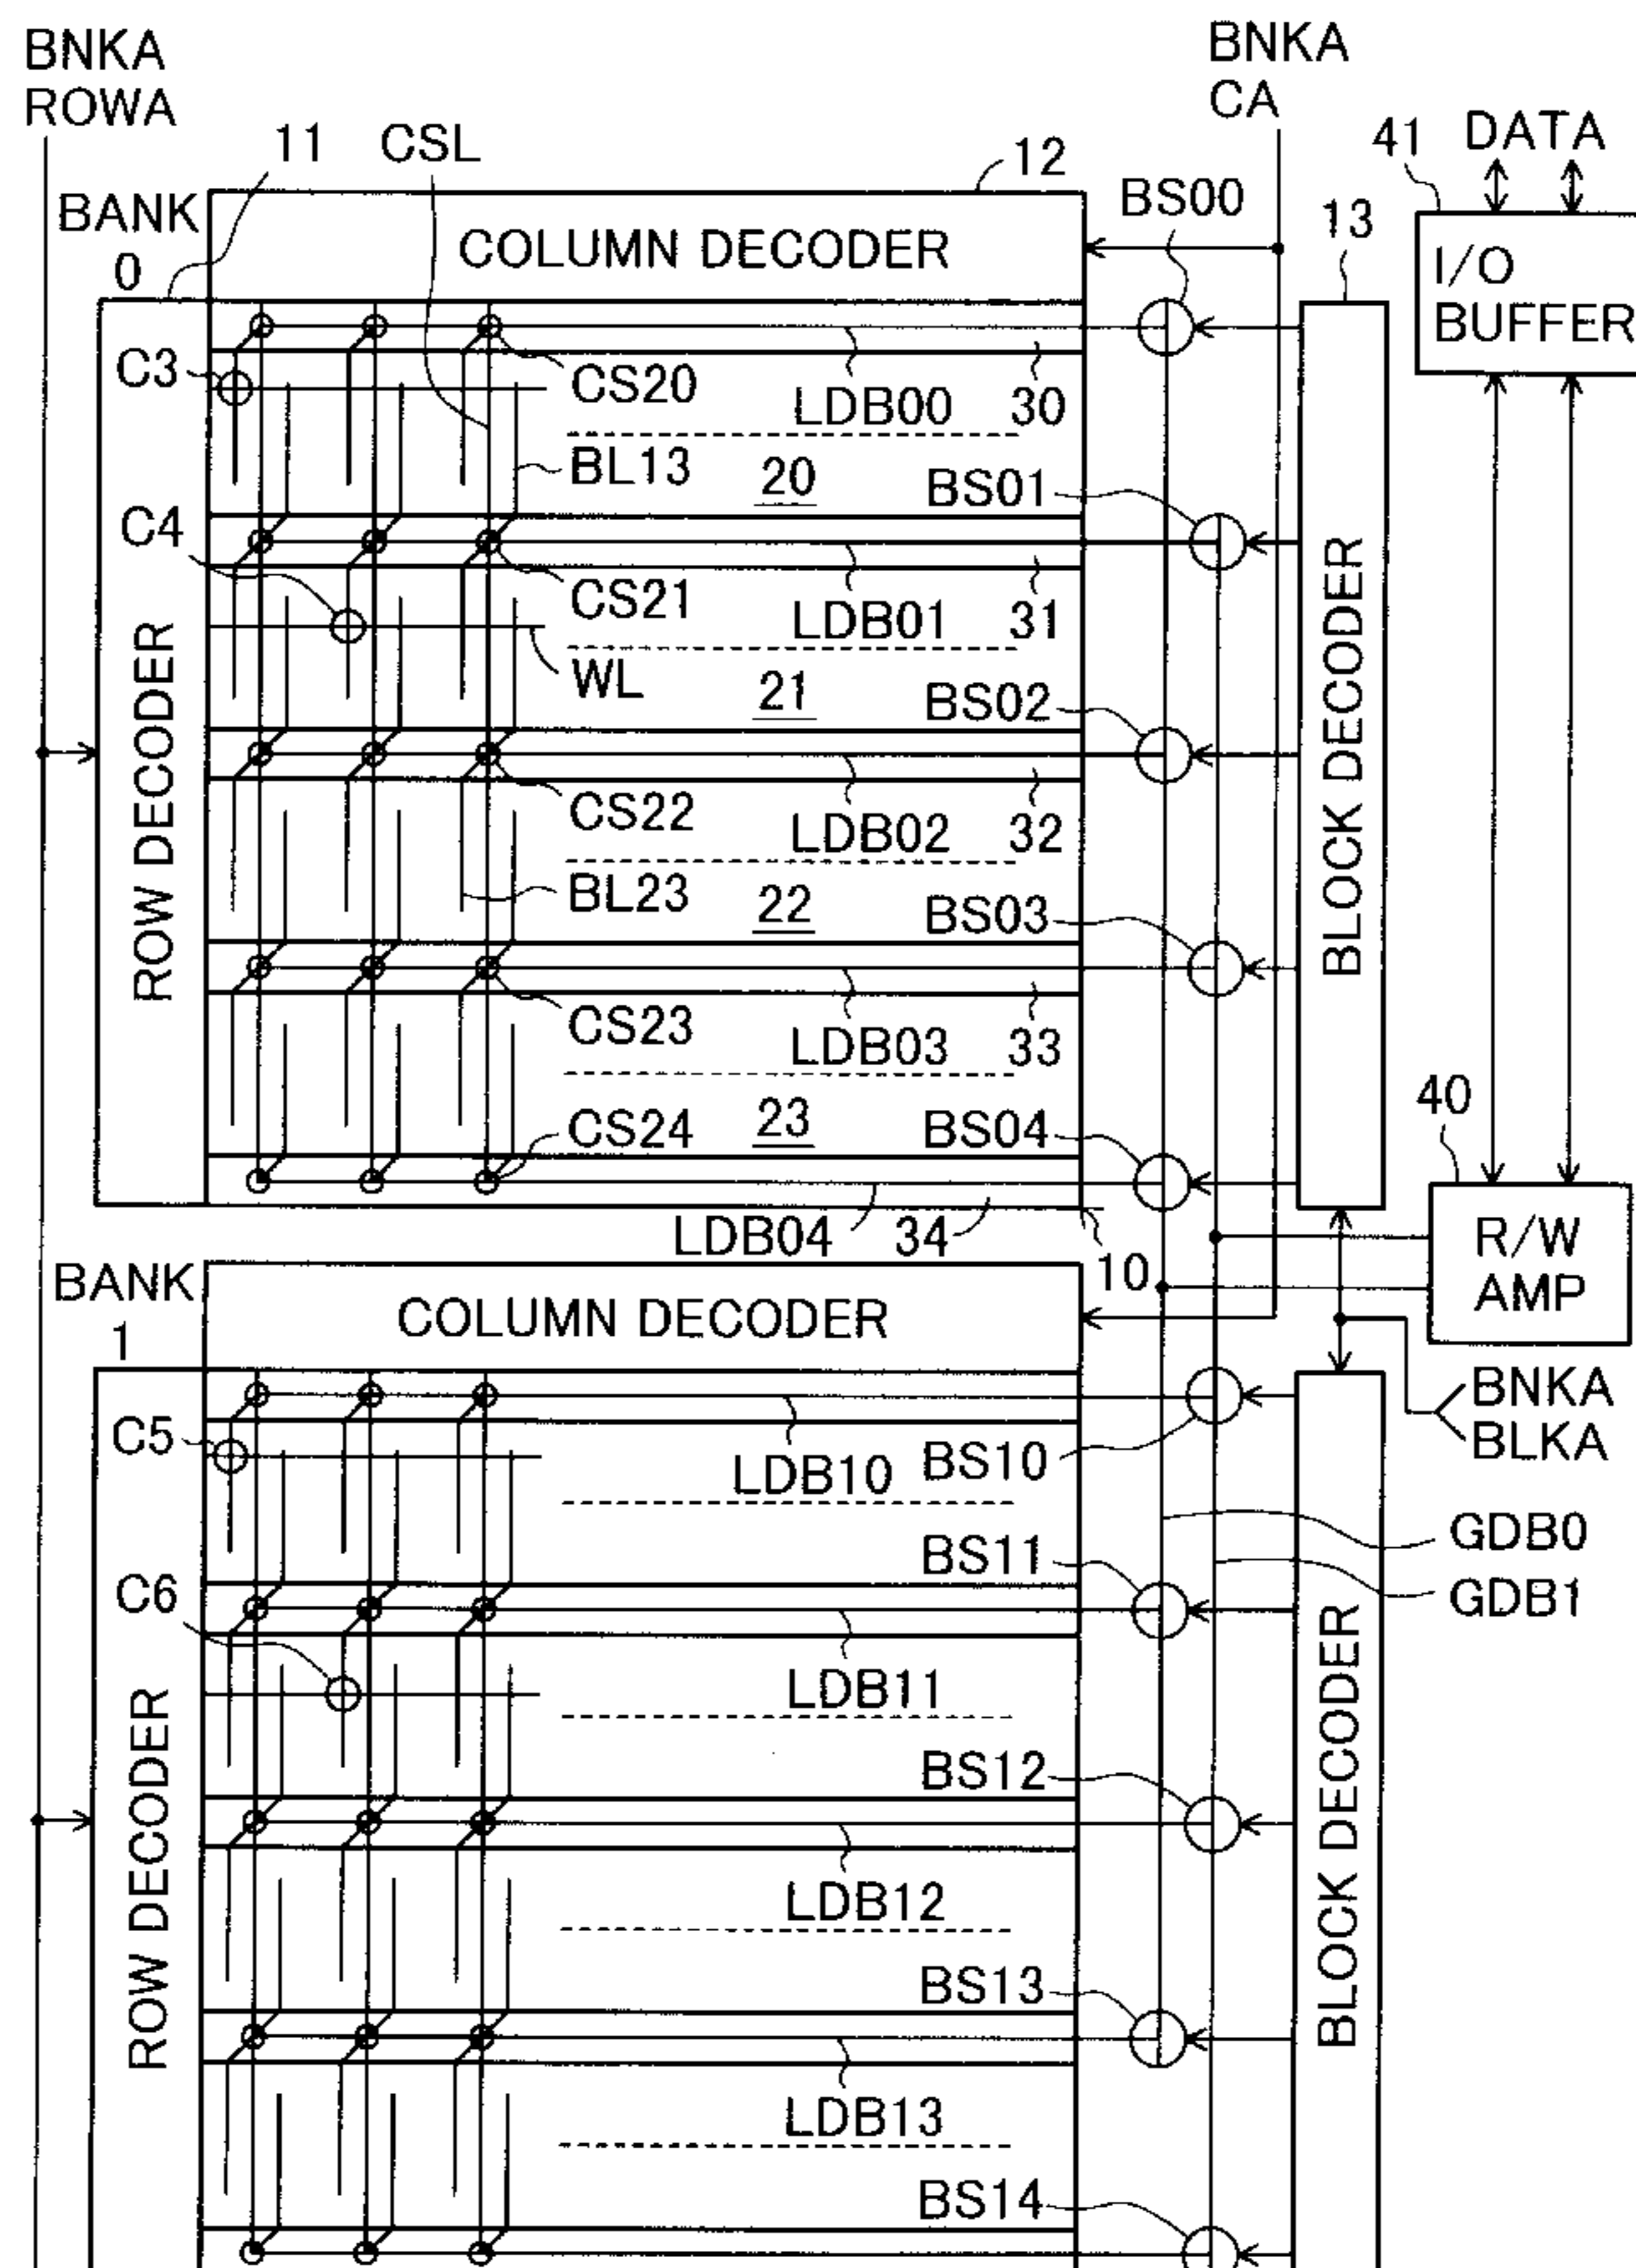 BNKA
ROWA
BNKA
CA
11
CSL
12
41
DATA
BANK
0
COLUMN DECODER
BS00
13
I/O
BUFFER
C3
CS20
LDB00
30
BL13
20
BS01
C4
CS21
LDB01
31
WL
21
BS02
ROW DECODER
BLOCK DECODER
CS22
LDB02
32
BL23
22
BS03
CS23
LDB03
33
CS24
23
BS04
40
LDB04
34
10
R/W
AMP
BANK
1
COLUMN DECODER
BNKA
BLKA
C5
LDB10
BS10
GDB0
BS11
GDB1
C6
LDB11
ROW DECODER
BLOCK DECODER
BS12
LDB12
BS13
LDB13
BS14